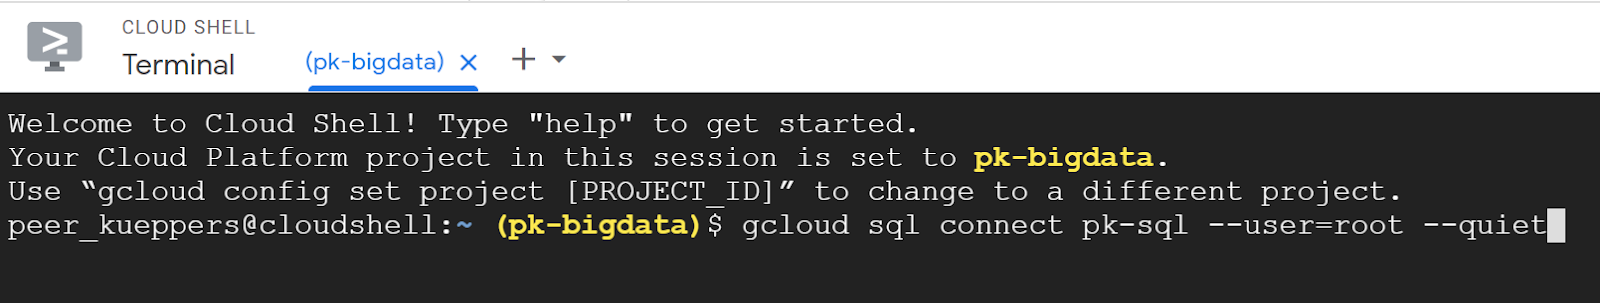 CLOUD SHELL
Terminal
(pk-bigdata)
Welcome to Cloud Shell! Type "help" to get started.
Your Cloud Platform project in this session is set to pk-bigdata.
Use “gcloud config set project [PROJECT_ID]” to change to a different project.
peer_kueppers@cloudshell:~ (pk-bigdata)$ gcloud sql connect pk-sql --user=root --quiet